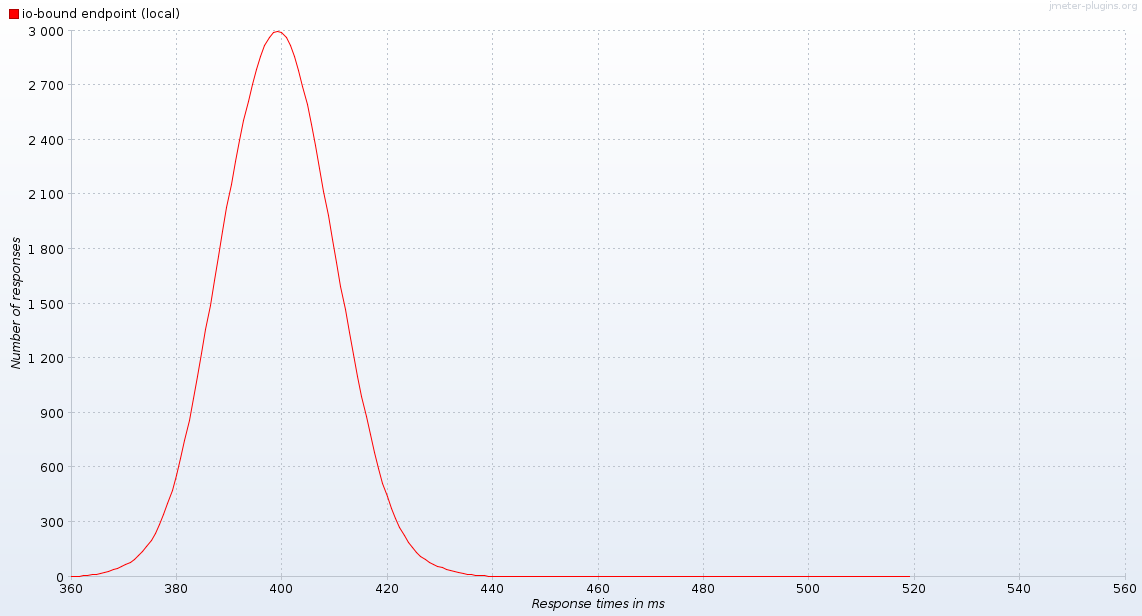 io-bound endpoint (local)
jmeter-plugins.org
3 000
2 700
2 400
2 100
1 800
1 500
1 200
900
600
300
0
Number of responses
360 380 400 420 440 460 480 500 520 540 560
Response times in ms